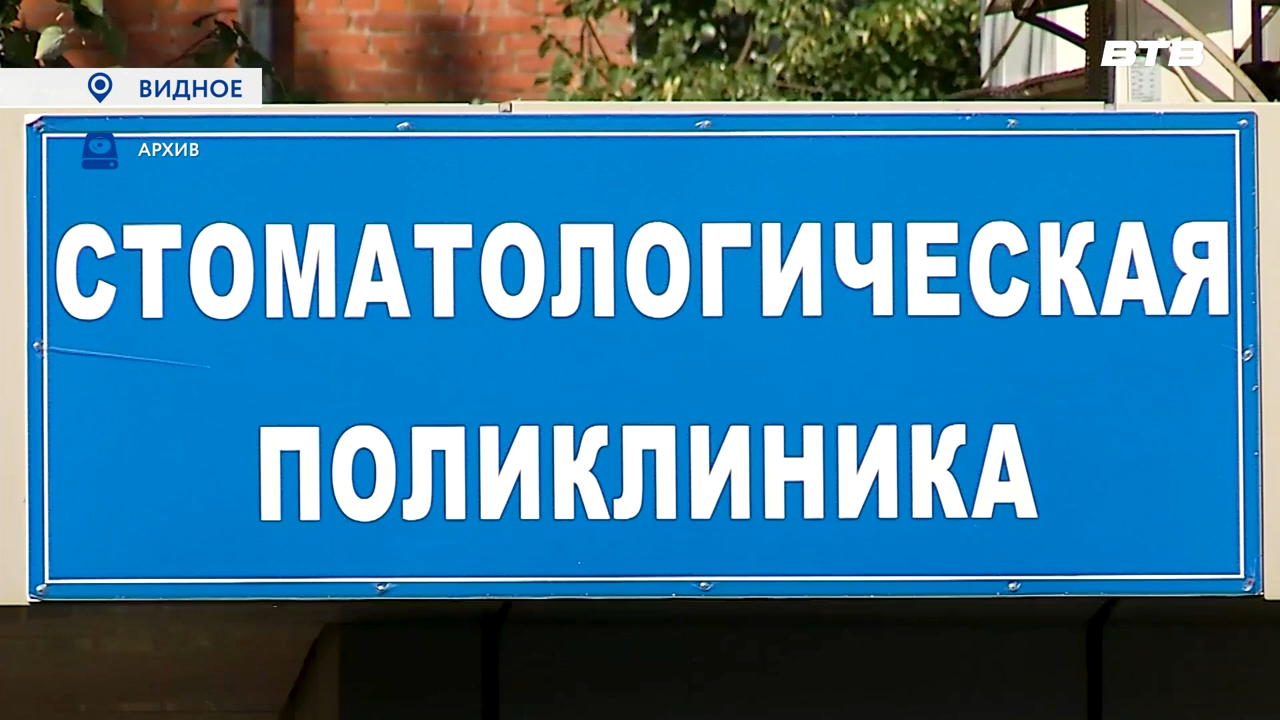 ВТВ
ВИДНОЕ
АРХИВ
СТОМАТОЛОГИЧЕСКАЯ
ПОЛИКЛИНИКА